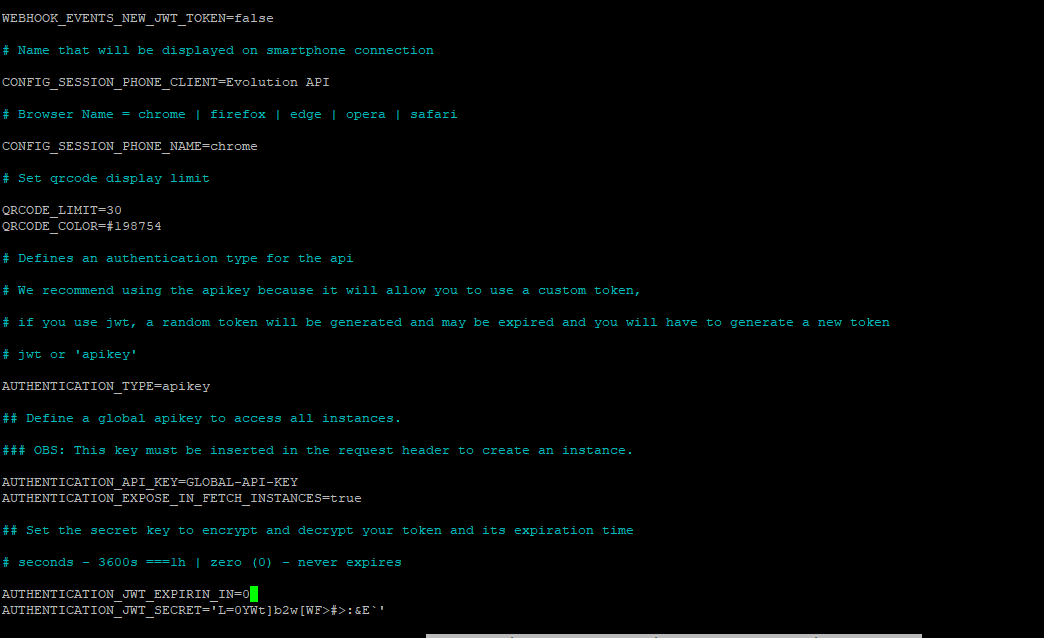 WEBHOOK_EVENTS_NEW_JWT_TOKEN=false
# Name that will be displayed on smartphone connection
CONFIG_SESSION_PHONE_CLIENT=Evolution API
# Browser Name = chrome | firefox | edge | opera | safari
CONFIG_SESSION_PHONE_NAME=chrome
# Set qrcode display limit
QRCODE_LIMIT=30
QRCODE_COLOR=#198754
# Defines an authentication type for the api
# We recommend using the apikey because it will allow you to use a custom token,
# if you use jwt, a random token will be generated and may be expired and you will have to generate a new token
# jwt or 'apikey'
AUTHENTICATION_TYPE=apikey
## Define a global apikey to access all instances.
### OBS: This key must be inserted in the request header to create an instance.
AUTHENTICATION_API_KEY=GLOBAL-API-KEY
AUTHENTICATION_EXPOSE_IN_FETCH_INSTANCES=true
## Set the secret key to encrypt and decrypt your token and its expiration time
# seconds - 3600s ===1h | zero (0) - never expires
AUTHENTICATION_JWT_EXPIRIN_IN=0
AUTHENTICATION_JWT_SECRET='L=0YWt]b2w[WF>#>:&E`'